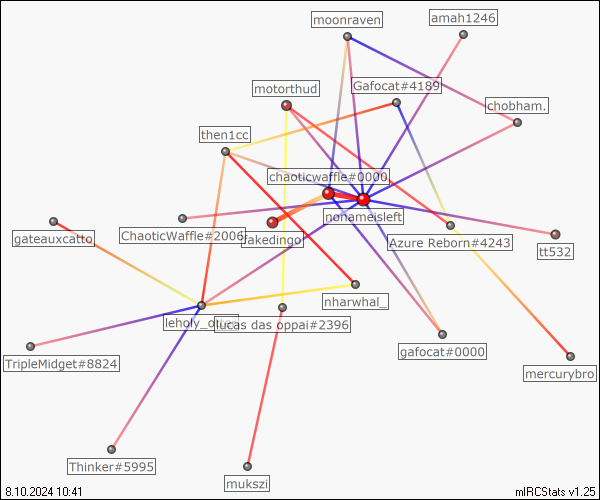 moonraven
amah1246
Gafocat#4189
motorthud
chobham.
then1cc
chaoticwaffle#0000
nonameisleft
ChaoticWaffle#2006
fakedingo
gateauxcatto
Azure Reborn#4243
tt532
nharwhal_
lucas das oppai#2396
gafocat#0000
TripleMidget#8824
mercurybro
Thinker#5995
mukszi
8.10.2024 10:41
mIRCStats v1.25